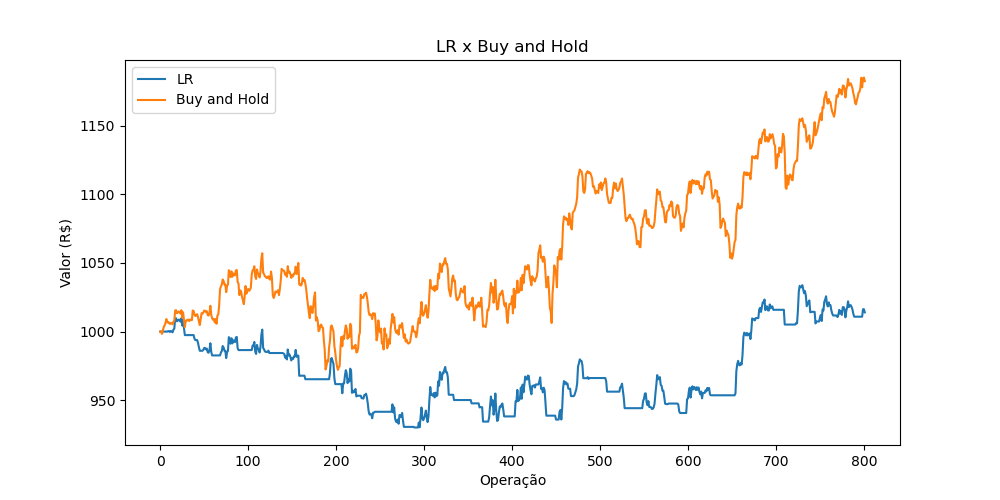 LR x Buy and Hold
LR
Buy and Hold
Valor (R$)
1150
1100
1050
1000
950
0 100 200 300 400 500 600 700 800
Operação